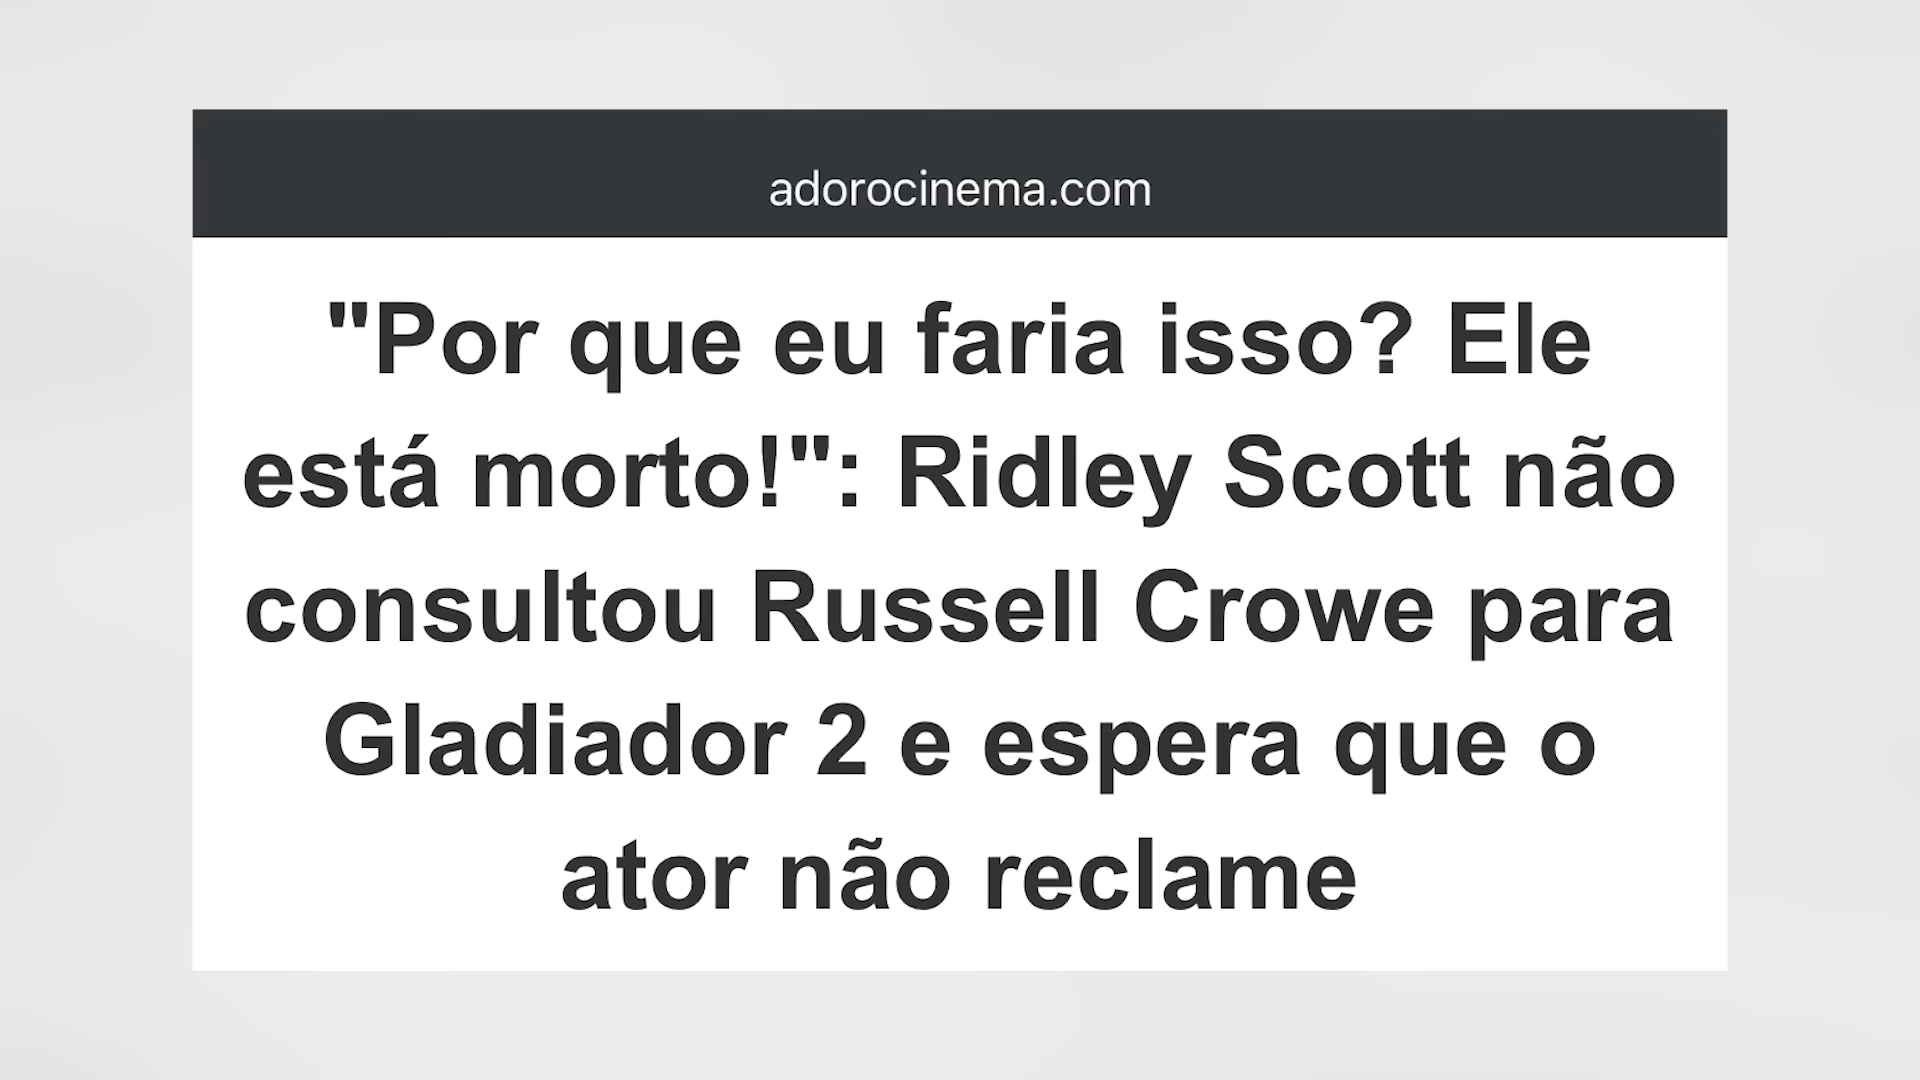 adorocinema.com
"Por que eu faria isso? Ele
está morto!": Ridley Scott não
consultou Russell Crowe para
Gladiador 2 e espera que o
ator não reclame